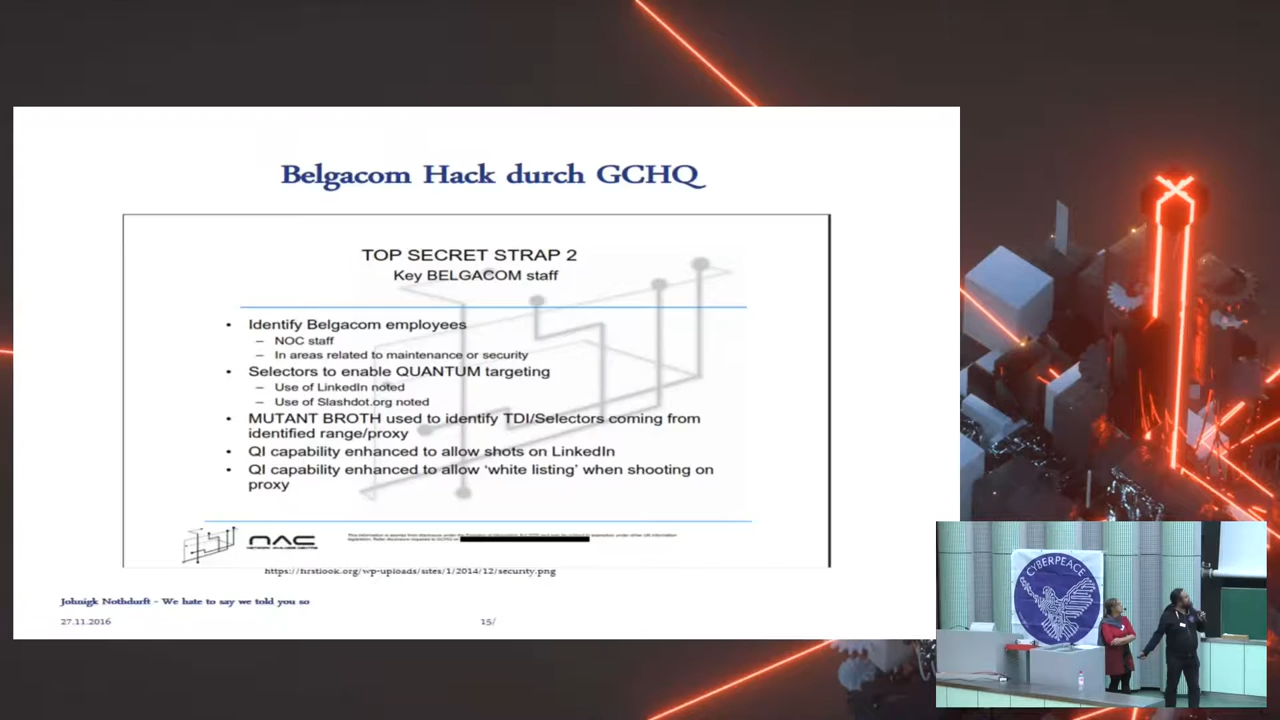 Belgacom Hack durch GCHQ
TOP SECRET STRAP 2
Key BELGACOM staff
• Identify Belgacom employees
– NOC staff
– In areas related to maintenance or security
• Selectors to enable QUANTUM targeting
– Use of LinkedIn noted
– Use of Slashdot.org noted
• MUTANT BROTH used to identify TDI/Selectors coming from
identified range/proxy
• QI capability enhanced to allow shots on LinkedIn
• QI capability enhanced to allow ‘white listing’ when shooting on
proxy
NAC
NETWORK ANALYSIS CENTRE
https://firstlook.org/wp-uploads/sites/1/2014/12/security.png
Johnigk Nothdurft - We hate to say we told you so
27.11.2016
15/
CYBERPEACE